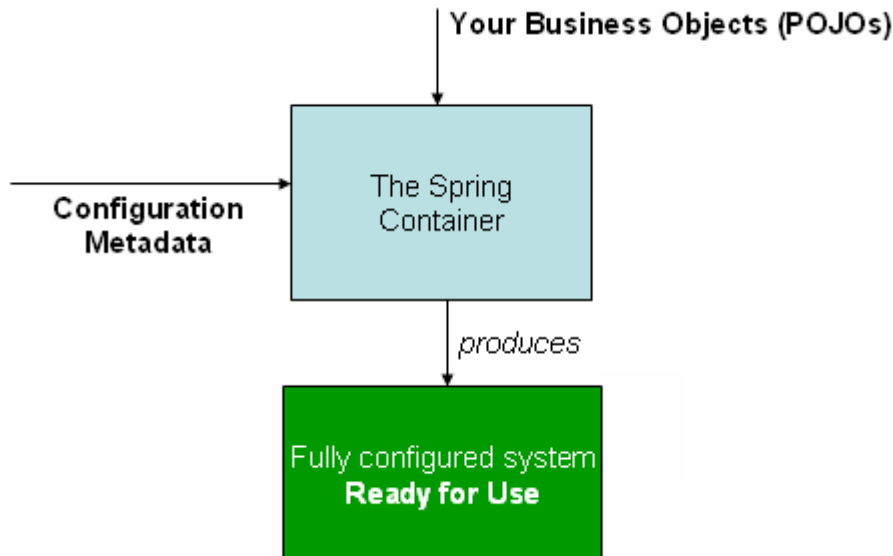 Your Business Objects (POJOs)
The Spring
Container
Configuration
Metadata
produces
Fully configured system
Ready for Use